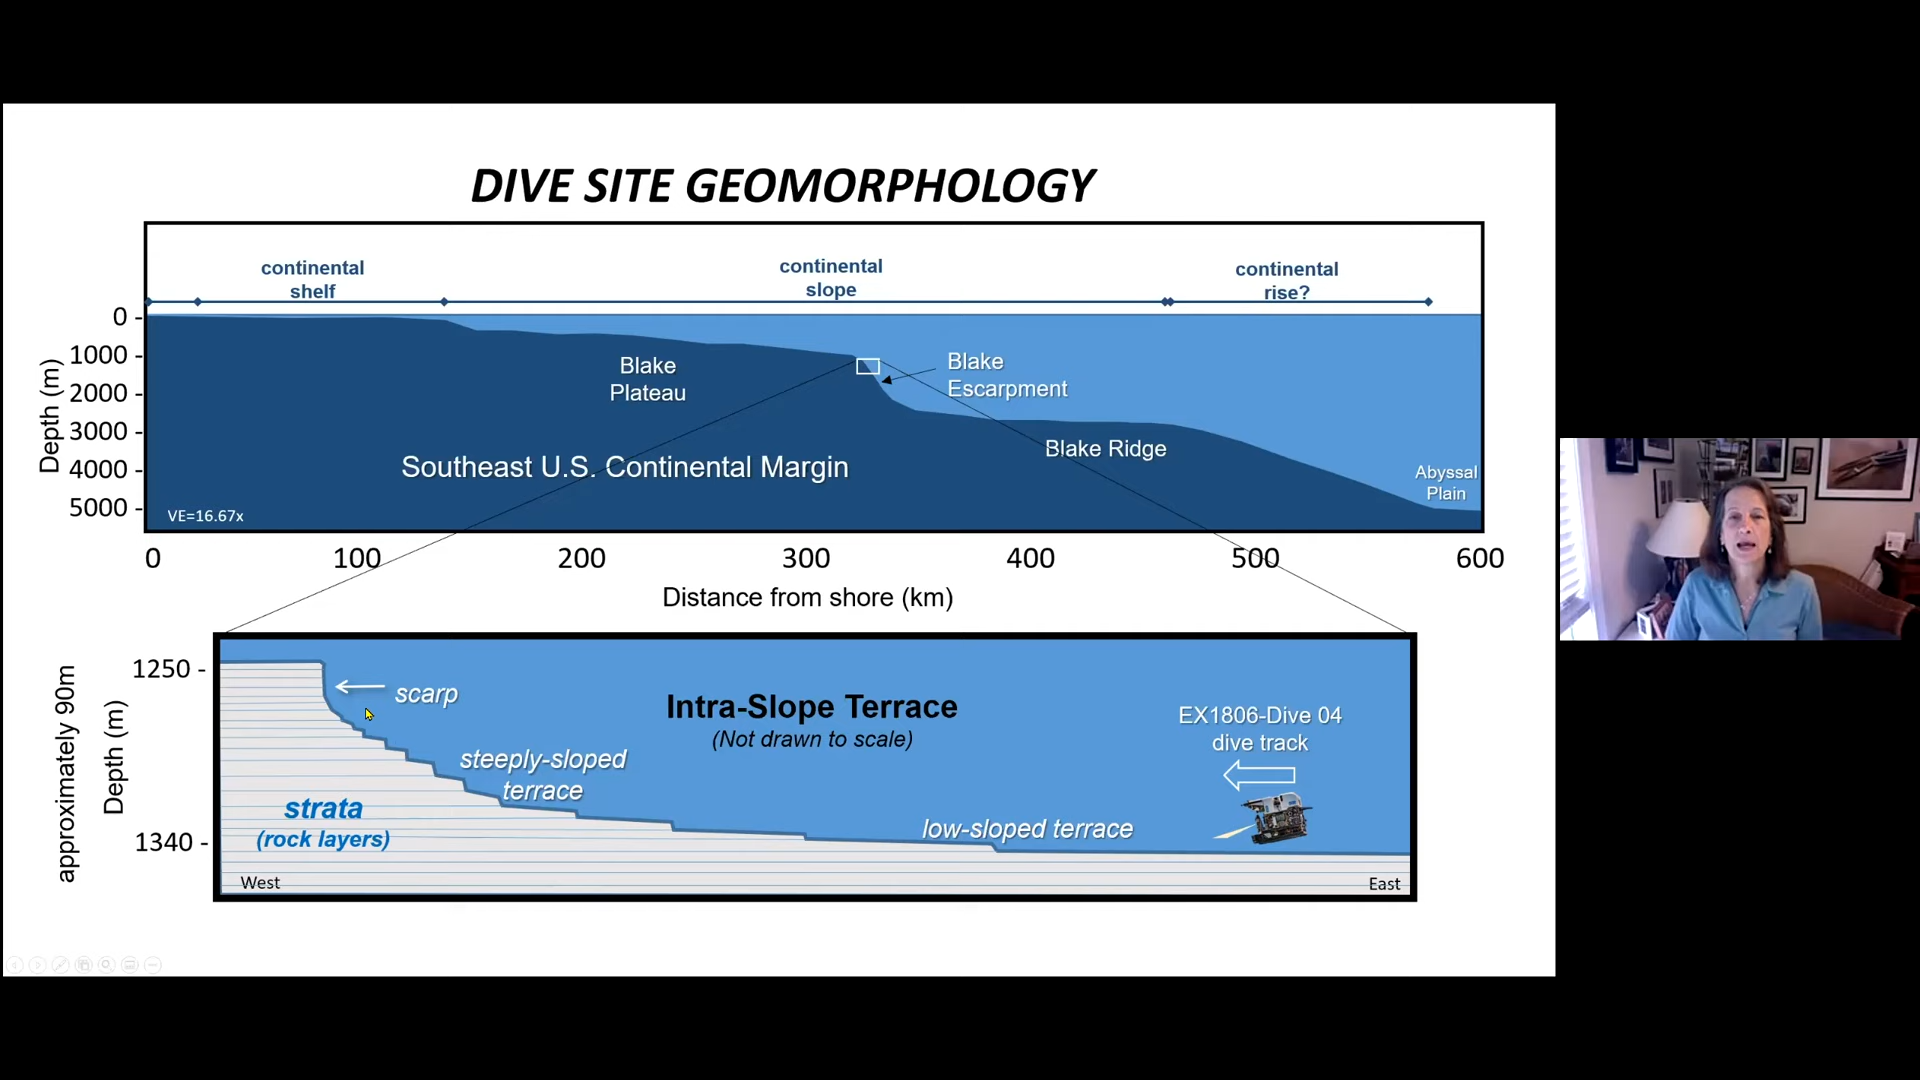 DIVE SITE GEOMORPHOLOGY
continental
shelf
continental
slope
continental
rise?
0 -
1000 -
2000 -
3000 -
4000 -
5000 -
Depth (m)
Blake
Plateau
Blake
Escarpment
Blake Ridge
Southeast U.S. Continental Margin
Abyssal
Plain
VE=16.67x
0 100 200 300 400 500 600
Distance from shore (km)
approximately 90m
Depth (m)
1250 -
1340 -
scarp
Intra-Slope Terrace
(Not drawn to scale)
EX1806-Dive 04
dive track
steeply-sloped
terrace
low-sloped terrace
strata
(rock layers)
West
East